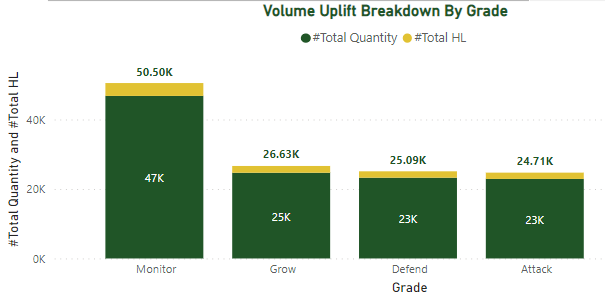 Volume Uplift Breakdown By Grade
#Total Quantity #Total HL
#Total Quantity and #Total HL
40K
20K
0K
50.50K
47K
26.63K
25K
25.09K
23K
24.71K
23K
Monitor Grow Defend Attack
Grade